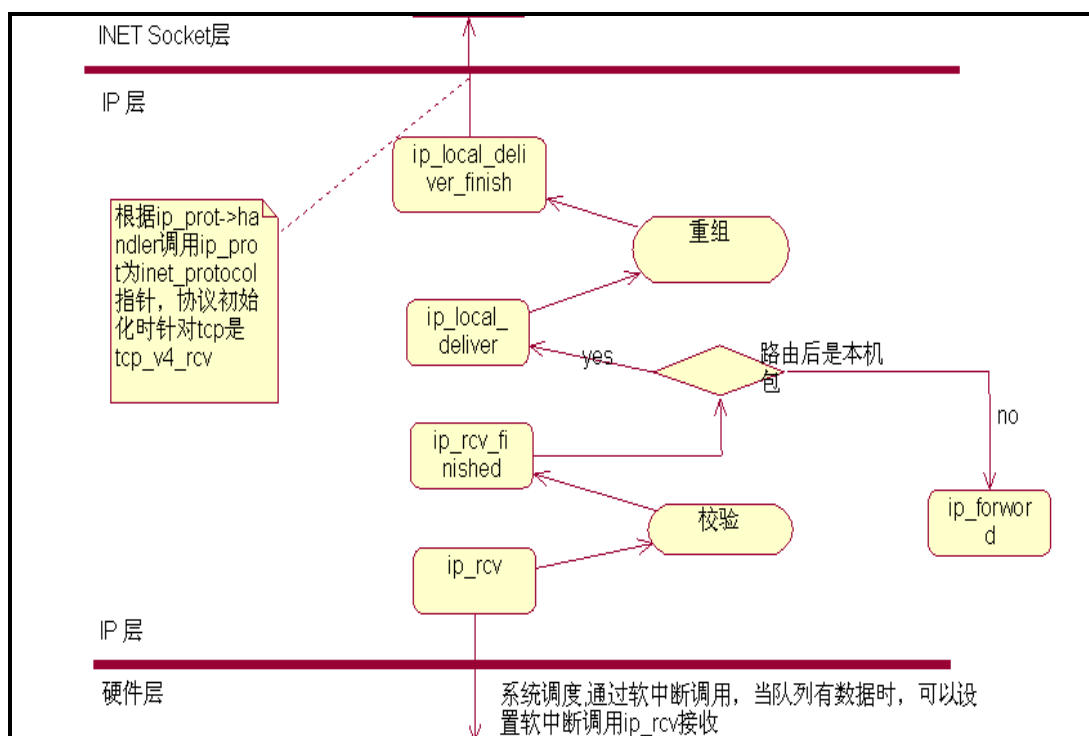 INET Socket层
IP 层
ip_local_deli
ver_finish
根据ip_prot->ha
ndler调用ip_pro
t为inet_protocol
指针，协议初始
化时针对tcp是
tcp_v4_rcv
重组
ip_local_
deliver
yes
路由后是本机
包
no
ip_rcv_fi
nished
校验
ip_forwor
d
ip_rcv
IP 层
硬件层
系统调度,通过软中断调用，当队列有数据时，可以设
置软中断调用ip_rcv接收